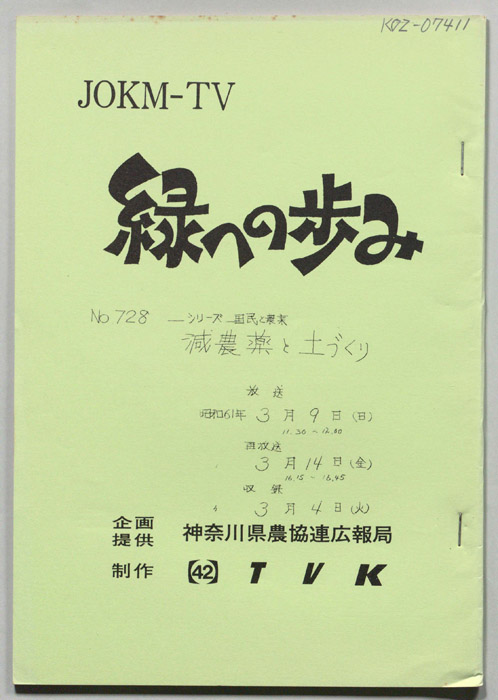 KOZ-07411
JOKM-TV
緑への歩み
No 728 ―シリーズ 国民と農業
減農薬と土づくり
放送
昭和61年 3月9日(日)
11.30～12.00
再放送
3月14日(金)
16.15～16.45
収録
〃 3月4日(火)
企画
提供 神奈川県農協連広報局
制作 【42】 TVK